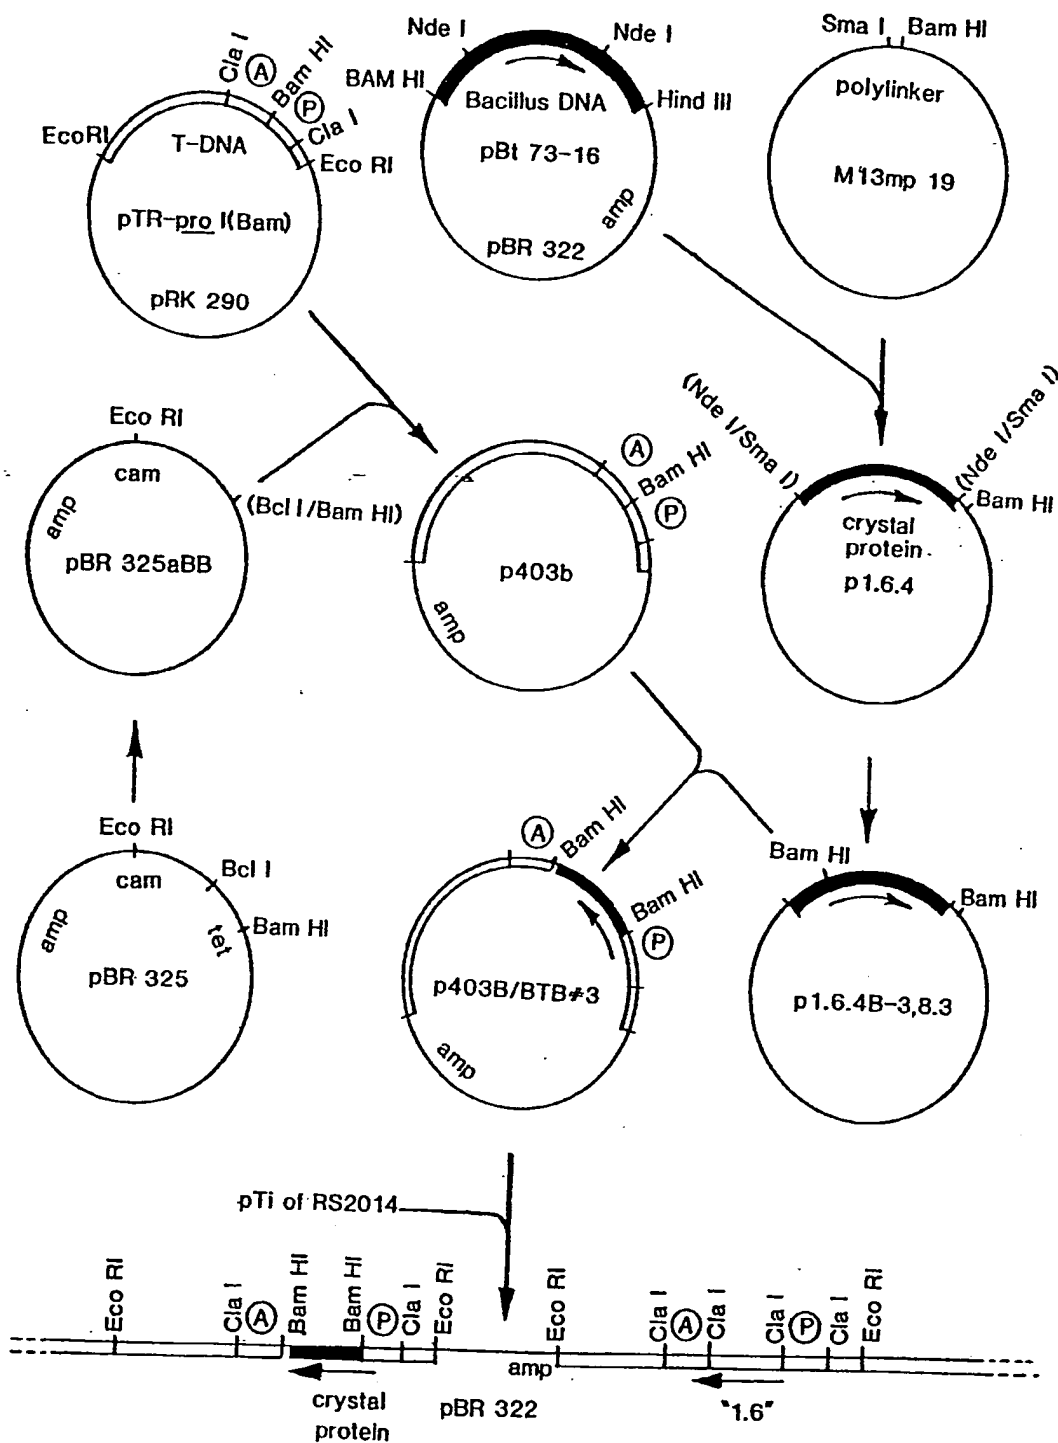 Cla I
Ⓐ
Bam HI
Ⓟ
Cla I
EcoRI
T-DNA
Eco RI
pTR-pro I(Bam)
pRK 290
Nde I
Nde I
BAM HI
Bacillus DNA
Hind III
pBt 73-16
amp
pBR 322
Sma I
Bam HI
polylinker
M13mp 19
Eco RI
cam
amp
(Bcl I/Bam HI)
pBR 325aBB
Ⓐ
Bam HI
Ⓟ
p403b
amp
(Nde I/Sma I)
(Nde I/Sma I)
Bam HI
crystal
protein
p1.6.4
Eco RI
cam
Bcl I
amp
tet
Bam HI
pBR 325
Ⓐ
Bam HI
Bam HI
Ⓟ
p403B/BTB#3
amp
Bam HI
Bam HI
p1.6.4B-3,8.3
pTi of RS2014
Eco RI
Cla I
Ⓐ
Bam HI
Bam HI
Ⓟ
Cla I
Eco RI
Eco RI
Cla I
Ⓐ
Cla I
Cla I
Ⓟ
Cla I
Eco RI
amp
crystal
protein
pBR 322
"1.6"